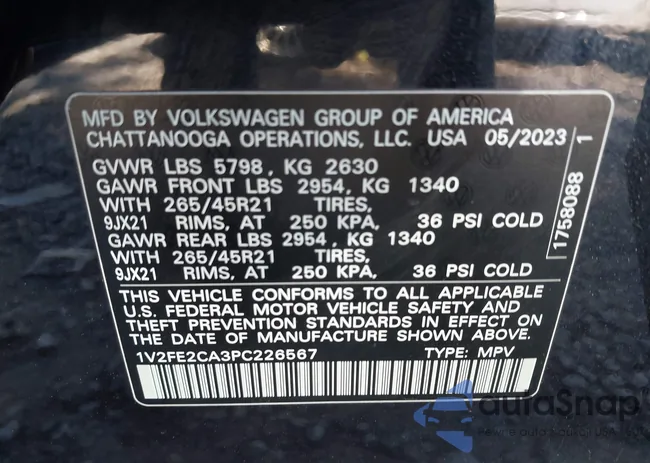 MFD BY VOLKSWAGEN GROUP OF AMERICA
CHATTANOOGA OPERATIONS, LLC. USA 05/2023
GVWR LBS 5798, KG 2630
GAWR FRONT LBS 2954, KG 1340
WITH 265/45R21 TIRES,
9JX21 RIMS, AT 250 KPA, 36 PSI COLD
GAWR REAR LBS 2954, KG 1340
WITH 265/45R21 TIRES,
9JX21 RIMS, AT 250 KPA, 36 PSI COLD
THIS VEHICLE CONFORMS TO ALL APPLICABLE
U.S. FEDERAL MOTOR VEHICLE SAFETY AND
THEFT PREVENTION STANDARDS IN EFFECT ON
THE DATE OF MANUFACTURE SHOWN ABOVE.
1V2FE2CA3PC226567 TYPE: MPV
1758088 1
autoSnap